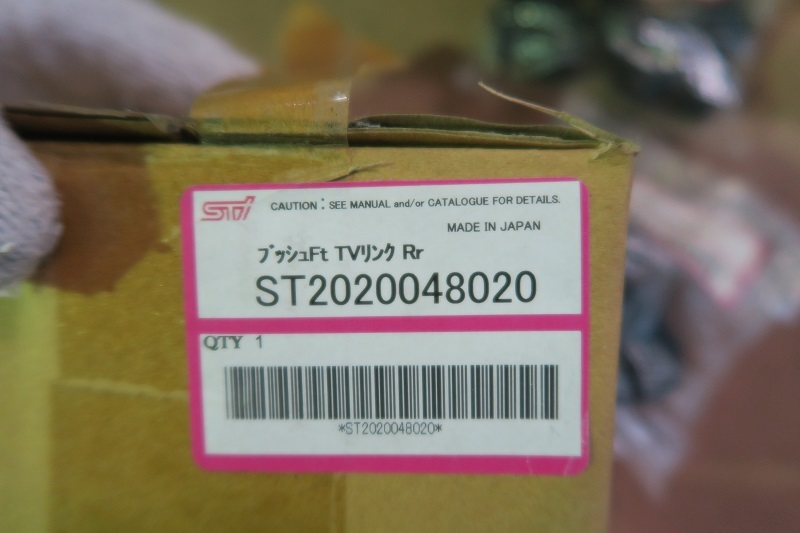 STI CAUTION : SEE MANUAL and/or CATALOGUE FOR DETAILS.
MADE IN JAPAN
ﾌﾞｯｼｭFt TVﾘﾝｸ Rr
ST2020048020
QTY 1
*ST2020048020*